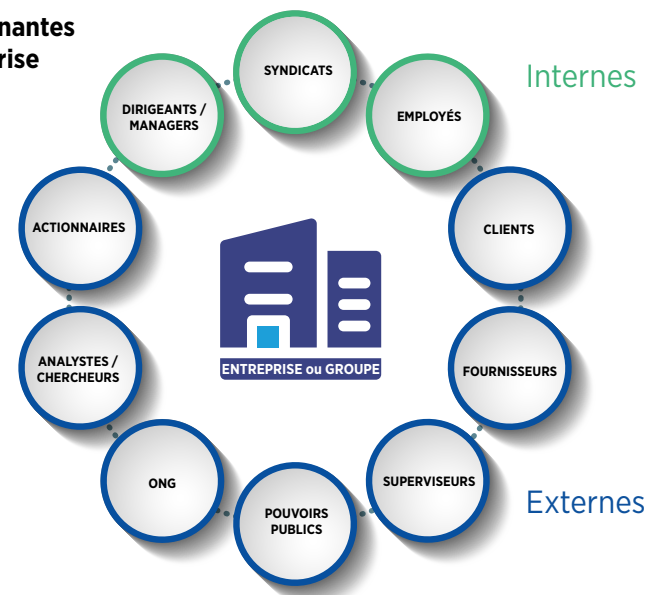 nantes
rise
SYNDICATS
Internes
DIRIGEANTS /
MANAGERS
EMPLOYÉS
ACTIONNAIRES
CLIENTS
ANALYSTES /
CHERCHEURS
ENTREPRISE ou GROUPE
FOURNISSEURS
ONG
SUPERVISEURS
Externes
POUVOIRS
PUBLICS